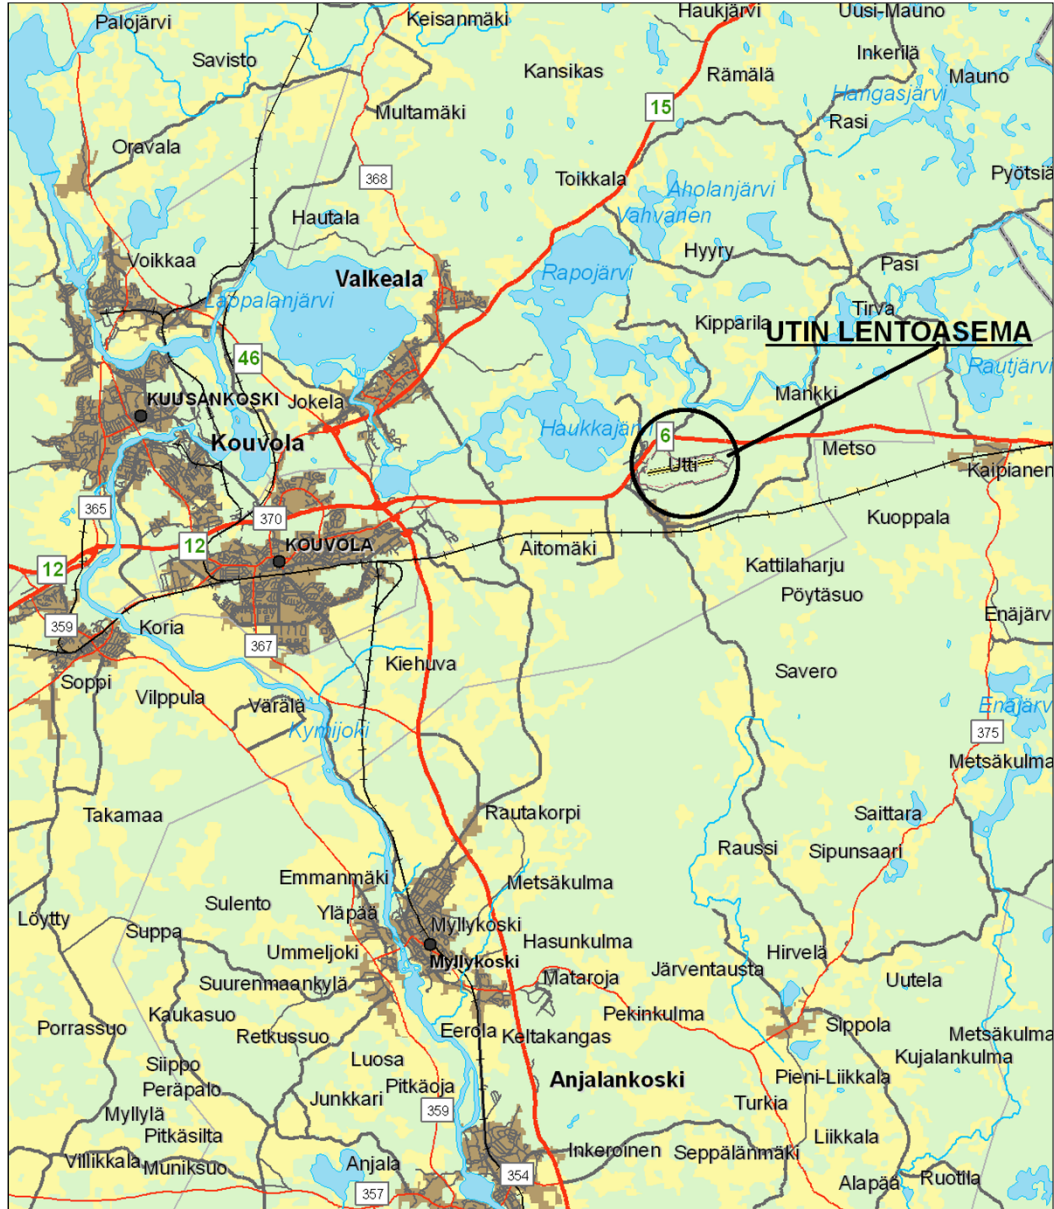 Palojärvi
Keisanmäki
Haukjärvi
Uusi-Mauno
Savisto
Inkerilä
Kansikas
Rämälä
Mauno
Hangasjärvi
15
Multamäki
Rasi
Oravala
368
Toikkala
Aholanjärvi
Pyötsiä
Hautala
Vahvanen
Voikkaa
Hyyry
Pasi
Valkeala
Rapojärvi
Lappalanjärvi
Tirva
Kipparila
UTIN LENTOASEMA
46
Rautjärvi
KUUSANKOSKI
Jokela
Mankki
Kouvola
Haukkajärvi
6
Metso
Utti
Kaipianen
365
370
Kuoppala
12
KOUVOLA
Aitomäki
12
Kattilaharju
Pöytäsuo
359
Koria
367
Enäjärv
Kiehuva
Soppi
Vilppula
Savero
Värälä
Enäjärv
Kymijoki
375
Metsäkulma
Takamaa
Rautakorpi
Saittara
Raussi
Sipunsaari
Emmanmäki
Metsäkulma
Sulento
Yläpää
Löytty
Suppa
Myllykoski
Hasunkulma
Ummeljoki
Myllykoski
Hirvelä
Järventausta
Suurenmaankylä
Mataroja
Uutela
Kaukasuo
Pekinkulma
Porrassuo
Retkussuo
Eerola
Keltakangas
Sippola
Metsäkulma
Siippo
Luosa
Kujalankulma
Peräpalo
Pitkäoja
Anjalankoski
Pieni-Liikkala
Junkkari
359
Turkia
Myllylä
Pitkäsilta
Liikkala
Inkeroinen
Seppälänmäki
Villikkala
Muniksuo
Anjala
354
Ruotila
357
Alapää